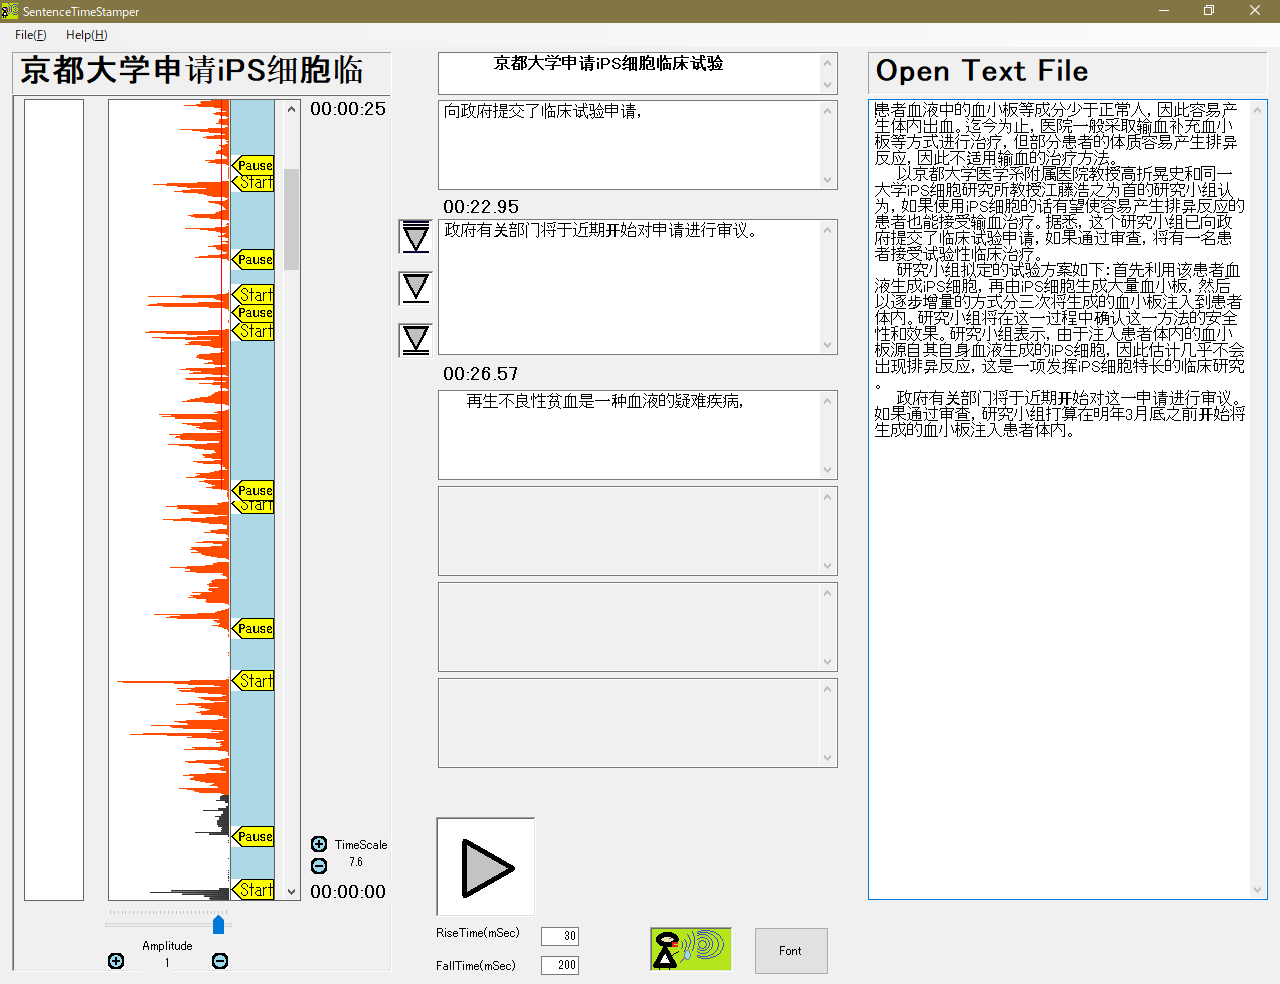 SentenceTimeStamper
File(F) Help(H)
京都大学申请iPS细胞临
00:00:25
Pause
Start
Pause
Start
Pause
Start
Pause
Start
Pause
Start
Pause
Start
TimeScale
7.6
00:00:00
Amplitude
1
京都大学申请iPS细胞临床试验
向政府提交了临床试验申请，
00:22.95
政府有关部门将于近期开始对申请进行审议。
00:26.57
再生不良性贫血是一种血液的疑难疾病，
RiseTime(mSec) 30
FallTime(mSec) 200
Font
Open Text File
患者血液中的血小板等成分少于正常人，因此容易产
生体内出血。迄今为止，医院一般采取输血补充血小
板等方式进行治疗，但部分患者的体质容易产生排异
反应，因此不适用输血的治疗方法。
以京都大学医学系附属医院教授高折晃史和同一
大学iPS细胞研究所教授江藤浩之为首的研究小组认
为，如果使用iPS细胞的话有望使容易产生排异反应的
患者也能接受输血治疗。据悉，这个研究小组已向政
府提交了临床试验申请，如果通过审查，将有一名患
者接受试验性临床治疗。
研究小组拟定的试验方案如下：首先利用该患者血
液生成iPS细胞，再由iPS细胞生成大量血小板，然后
以逐步增量的方式分三次将生成的血小板注入到患者
体内。研究小组将在这一过程中确认这一方法的安全
性和效果。研究小组表示，由于注入患者体内的血小
板源自其自身血液生成的iPS细胞，因此估计几乎不会
出现排异反应，这是一项发挥iPS细胞特长的临床研究
。
政府有关部门将于近期开始对这一申请进行审议。
如果通过审查，研究小组打算在明年3月底之前开始将
生成的血小板注入患者体内。